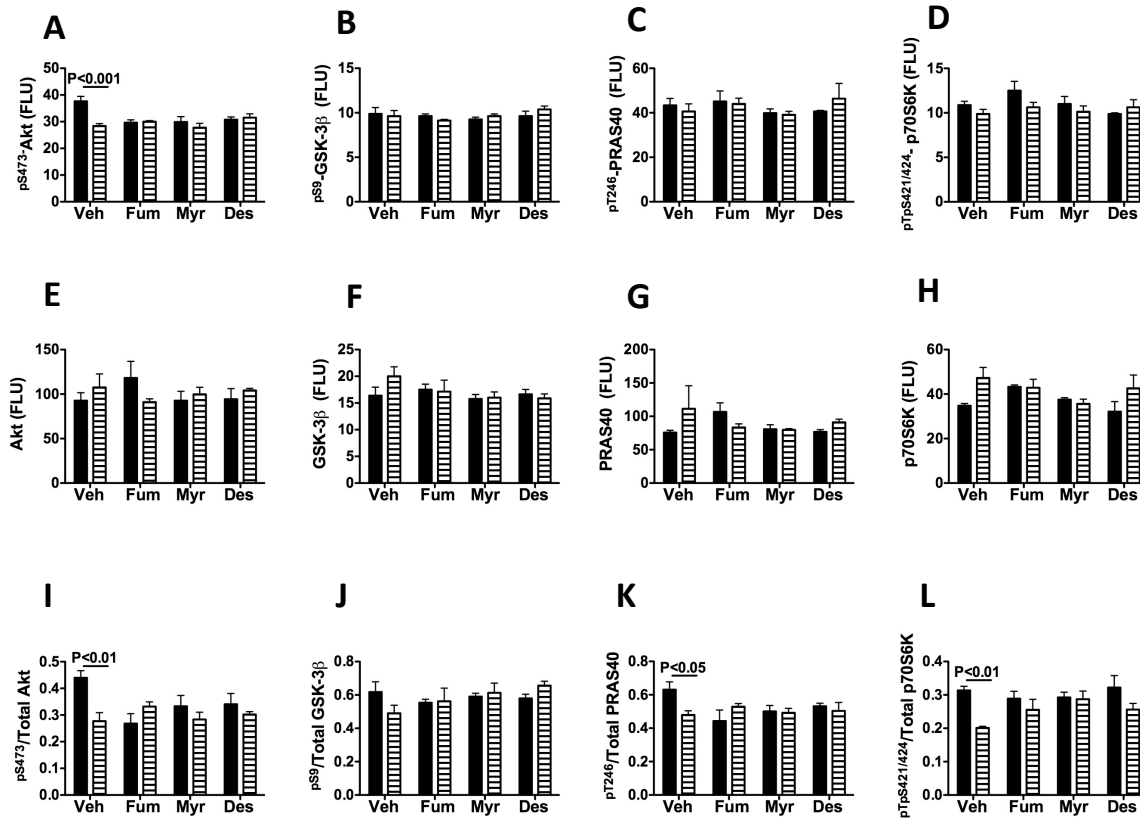 A
B
C
D
pS473-Akt (FLU)
50
40
30
20
10
0
P<0.001
Veh Fum Myr Des
pS9-GSK-3β (FLU)
15
10
5
0
Veh Fum Myr Des
pT246-PRAS40 (FLU)
60
40
20
0
Veh Fum Myr Des
pTpS421/424- p70S6K (FLU)
15
10
5
0
Veh Fum Myr Des
E
F
G
H
Akt (FLU)
150
100
50
0
Veh Fum Myr Des
GSK-3β (FLU)
25
20
15
10
5
0
Veh Fum Myr Des
PRAS40 (FLU)
200
150
100
50
0
Veh Fum Myr Des
p70S6K (FLU)
60
40
20
0
Veh Fum Myr Des
I
J
K
L
pS473/Total Akt
0.5
0.4
0.3
0.2
0.1
0.0
P<0.01
Veh Fum Myr Des
pS9/Total GSK-3β
0.8
0.6
0.4
0.2
0.0
Veh Fum Myr Des
pT246/Total PRAS40
0.8
0.6
0.4
0.2
0.0
P<0.05
Veh Fum Myr Des
pTpS421/424/Total p70S6K
0.4
0.3
0.2
0.1
0.0
P<0.01
Veh Fum Myr Des